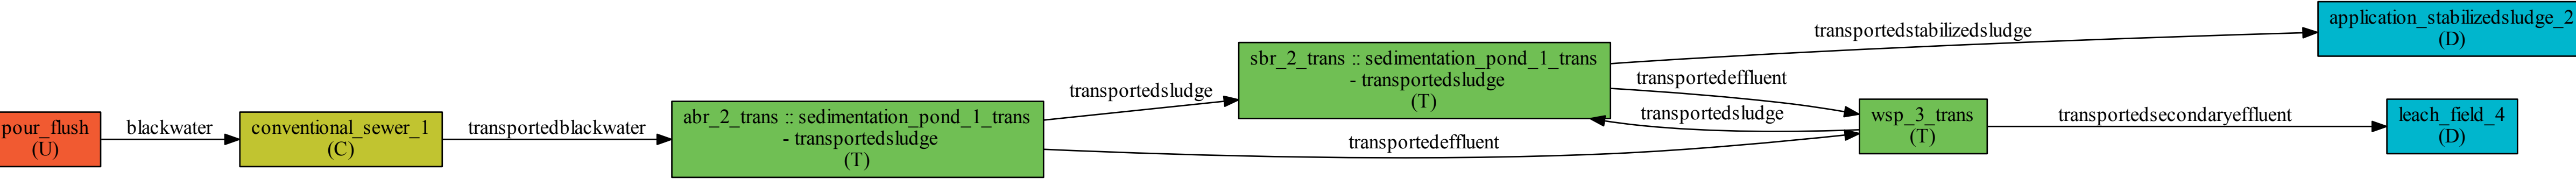 pour_flush
(U)
blackwater
conventional_sewer_1
(C)
transportedblackwater
abr_2_trans :: sedimentation_pond_1_trans
- transportedsludge
(T)
transportedsludge
transportedeffluent
sbr_2_trans :: sedimentation_pond_1_trans
- transportedsludge
(T)
transportedstabilizedsludge
transportedeffluent
transportedsludge
wsp_3_trans
(T)
transportedsecondaryeffluent
application_stabilizedsludge_2
(D)
leach_field_4
(D)